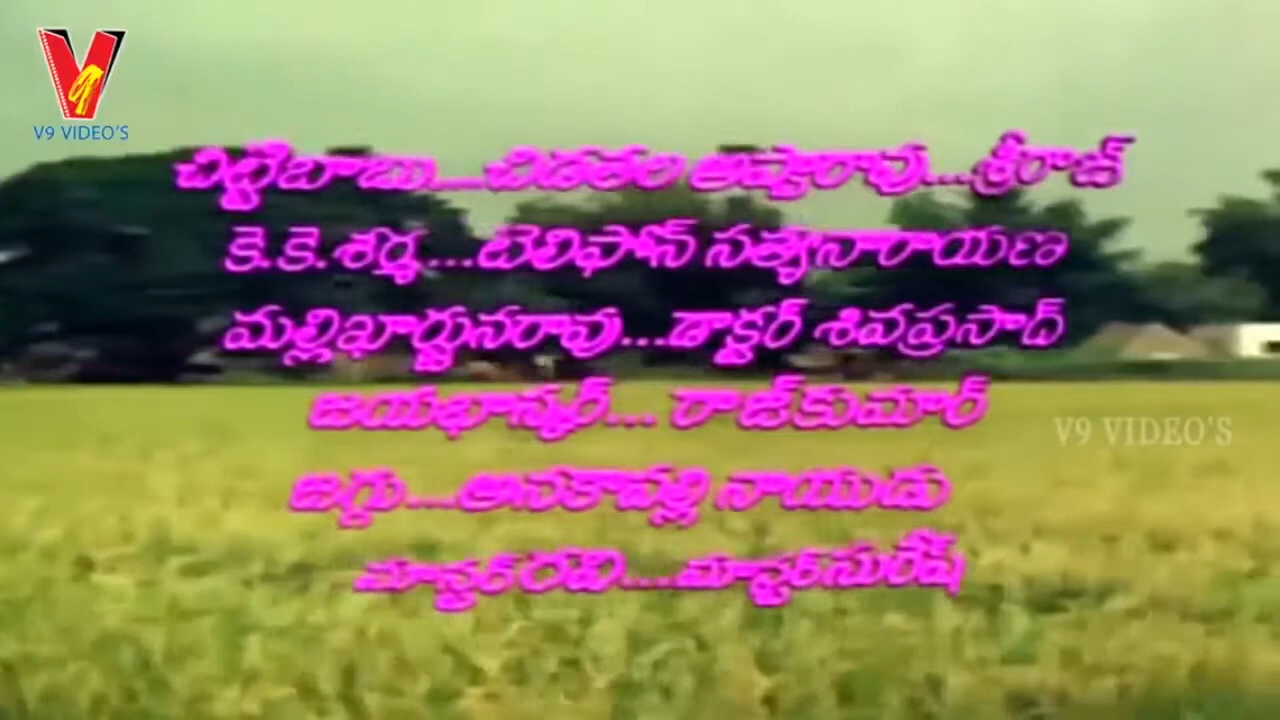 V9 VIDEO'S
చిట్టిబాబు....చిడతల అప్పారావు....శ్రీరాజ్
కె.కె.శర్మ....టెలిఫోన్ సత్యనారాయణ
మల్లిఖార్జునరావు...డాక్టర్ శివప్రసాద్
జయభాస్కర్... రాజ్‌కుమార్
V9 VIDEO'S
జగ్గు....అనకాపల్లి నాయుడు
మాస్టర్ రవి....మాస్టర్ సురేష్